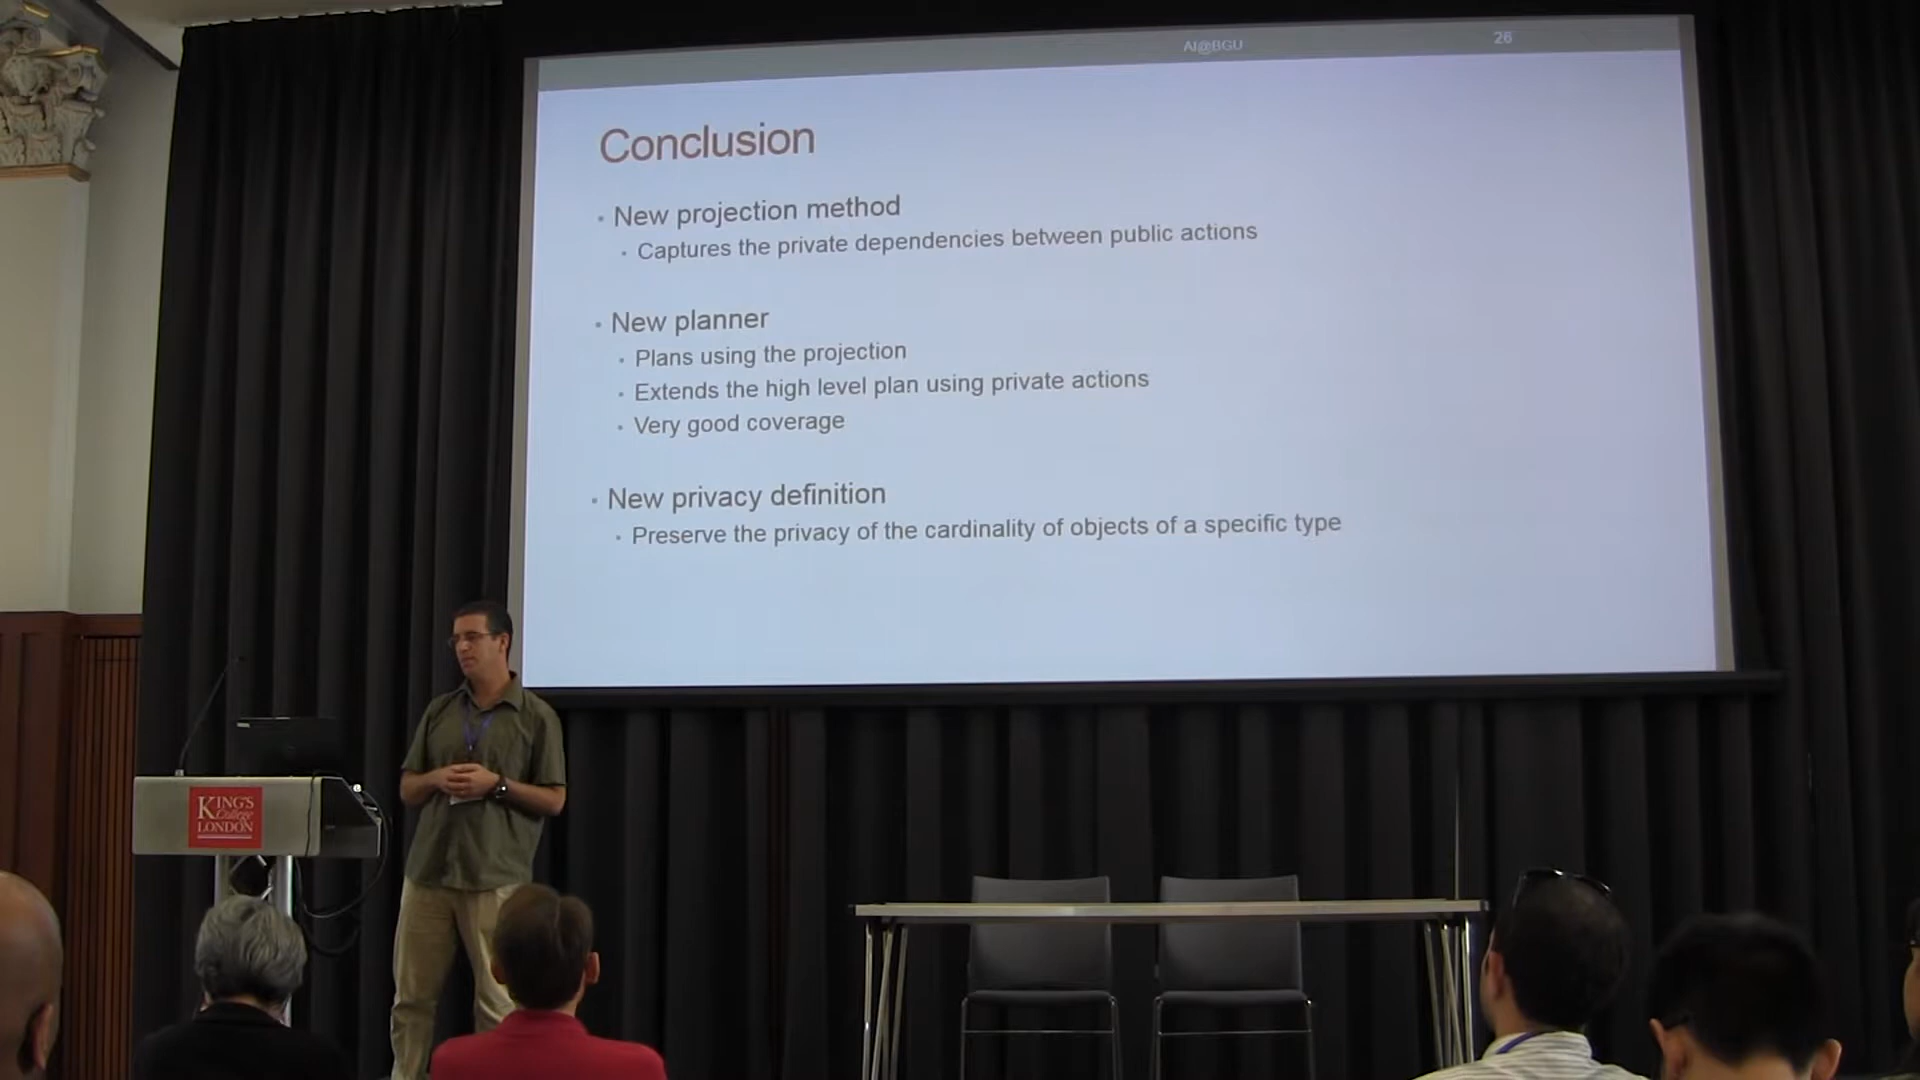 AI@BGU
26
Conclusion
New projection method
Captures the private dependencies between public actions
New planner
Plans using the projection
Extends the high level plan using private actions
Very good coverage
New privacy definition
Preserve the privacy of the cardinality of objects of a specific type
KING'S
College
LONDON